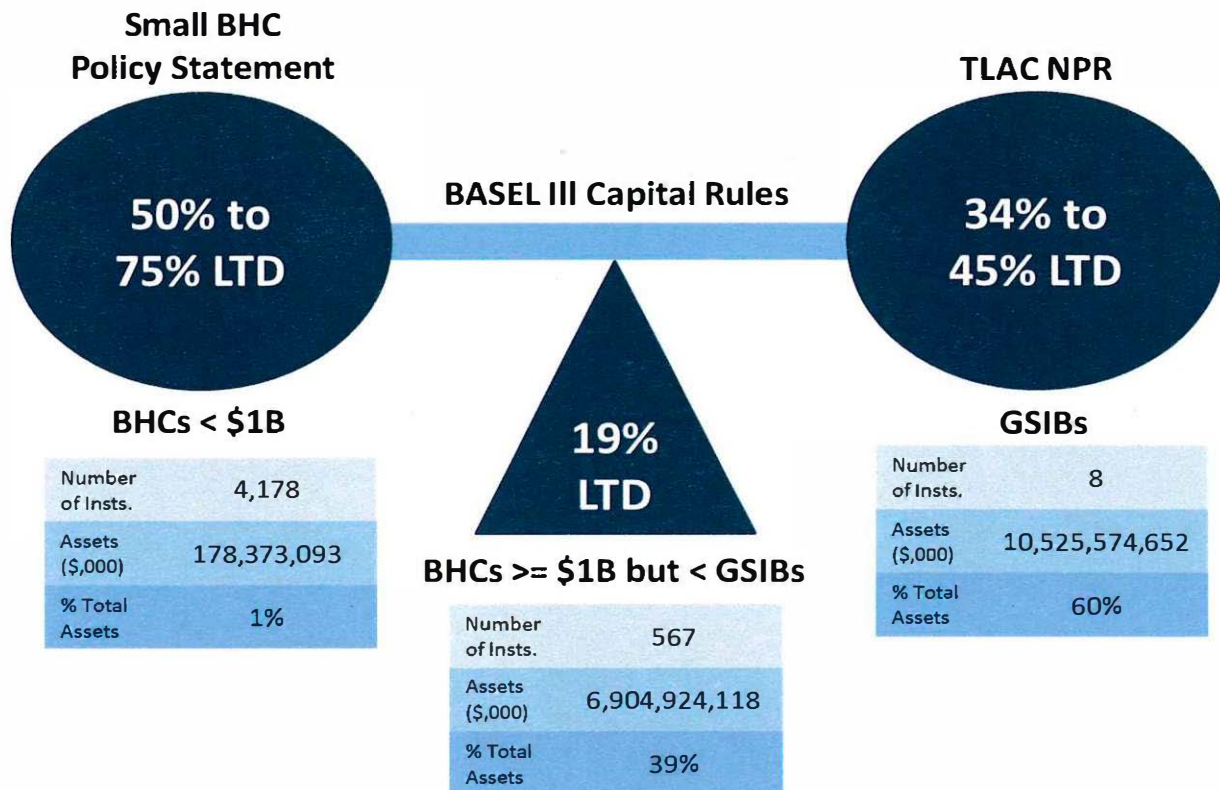 Small BHC
Policy Statement
50% to
75% LTD
BHCs < $1B
Number
of Insts.
4,178
Assets
($,000)
178,373,093
% Total
Assets
1%
BASEL Ill Capital Rules
19%
LTD
BHCs >= $1B but < GSIBs
Number
of Insts.
567
Assets
($,000)
6,904,924,118
% Total
Assets
39%
TLAC NPR
34% to
45% LTD
GSIBs
Number
of Insts.
8
Assets
($,000)
10,525,574,652
% Total
Assets
60%